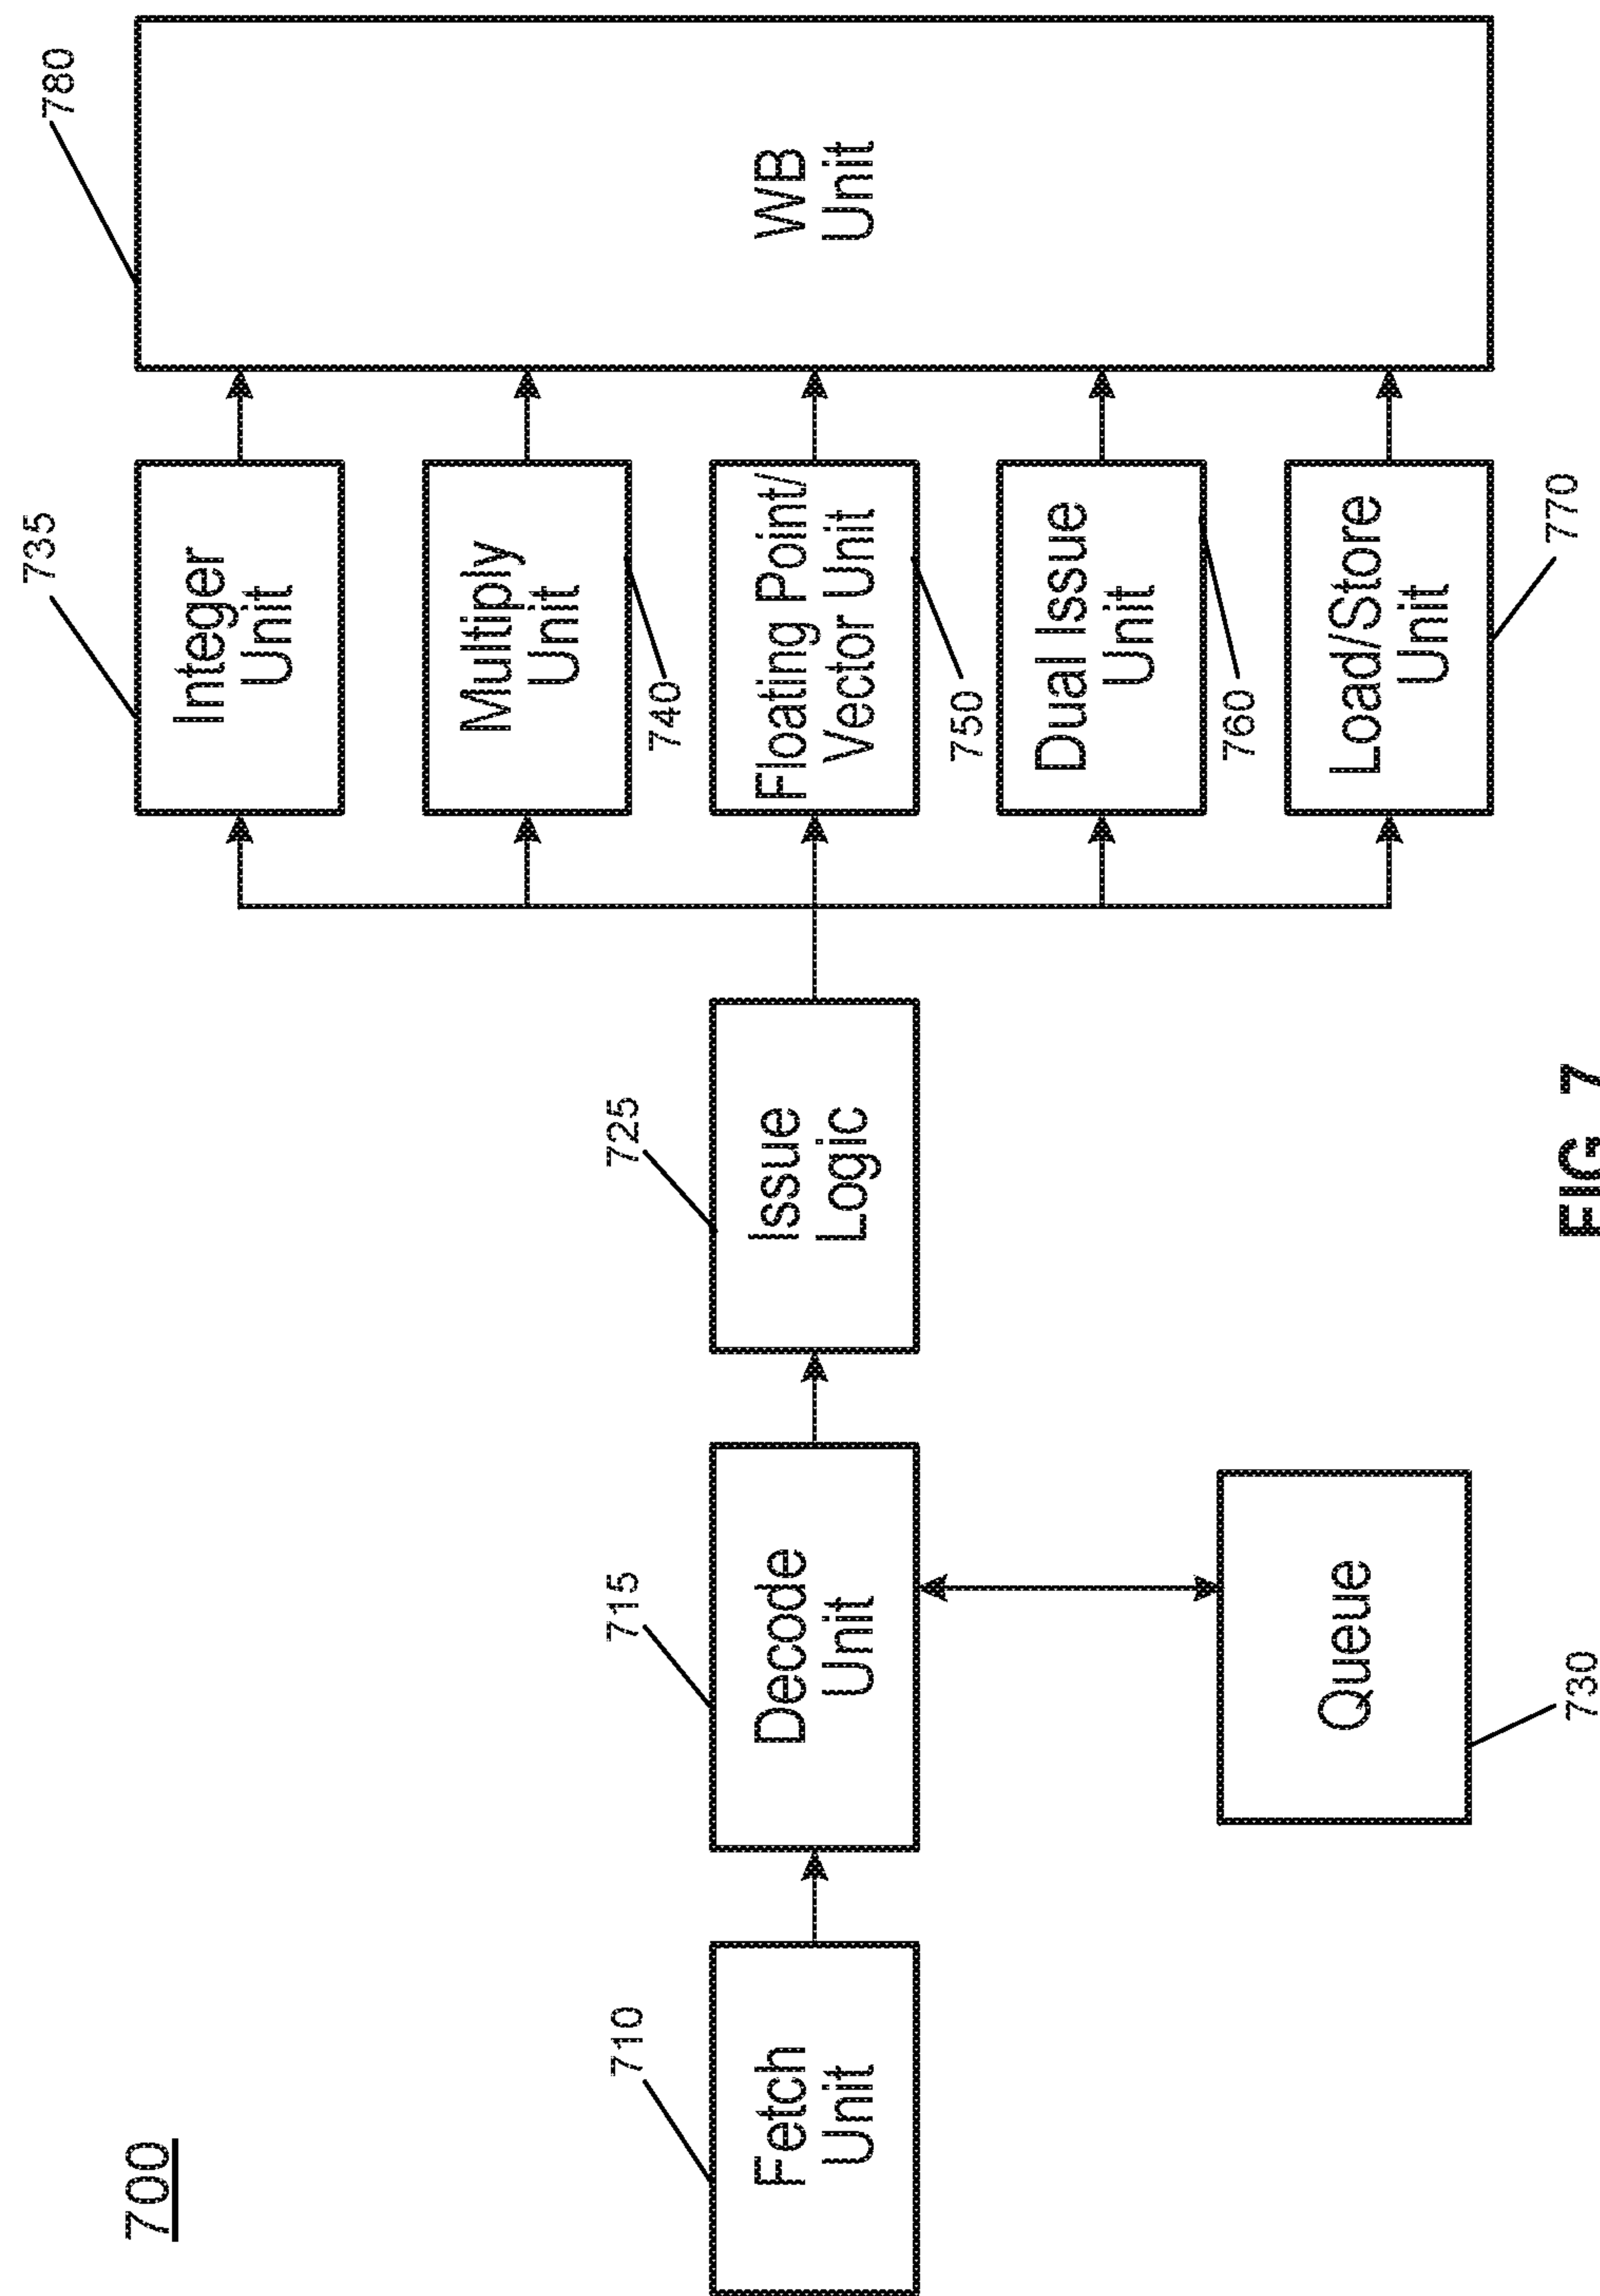 700
710
Fetch
Unit
715
Decode
Unit
Queue
730
725
Issue
Logic
735
Integer
Unit
Multiply
Unit
740
Floating Point/
Vector Unit
750
Dual Issue
Unit
760
Load/Store
Unit
770
780
WB
Unit
FIG. 7